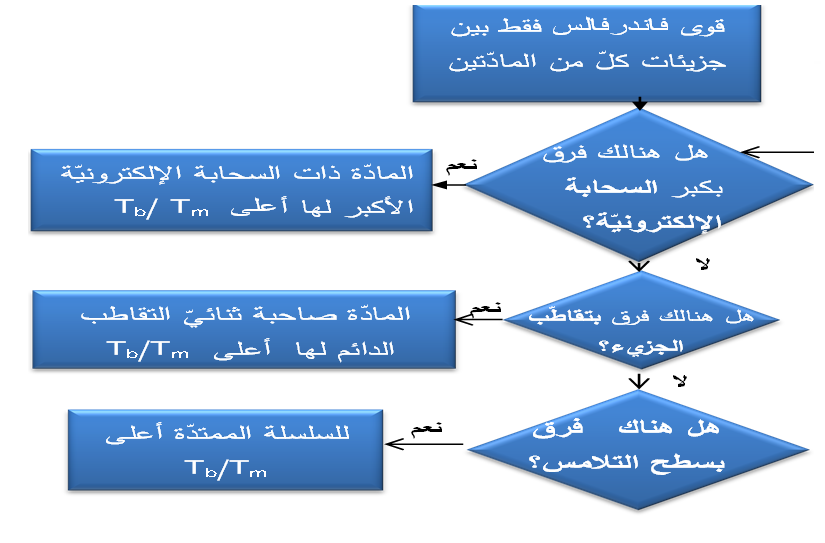 قوى فاندرفالس فقط بين
جزيئات كلّ من المادّتين
هل هنالك فرق
بكبر السحابة
الإلكترونيّة؟
نعم
المادّة ذات السحابة الإلكترونيّة
الأكبر لها أعلى Tb/ Tm
لا
هل هنالك فرق بتقاطب
الجزيء؟
نعم
المادّة صاحبة ثنائيّ التقاطب
الدائم لها أعلى Tb/Tm
لا
هل هناك فرق
بسطح التلامس؟
نعم
للسلسلة الممتدّة أعلى
Tb/Tm